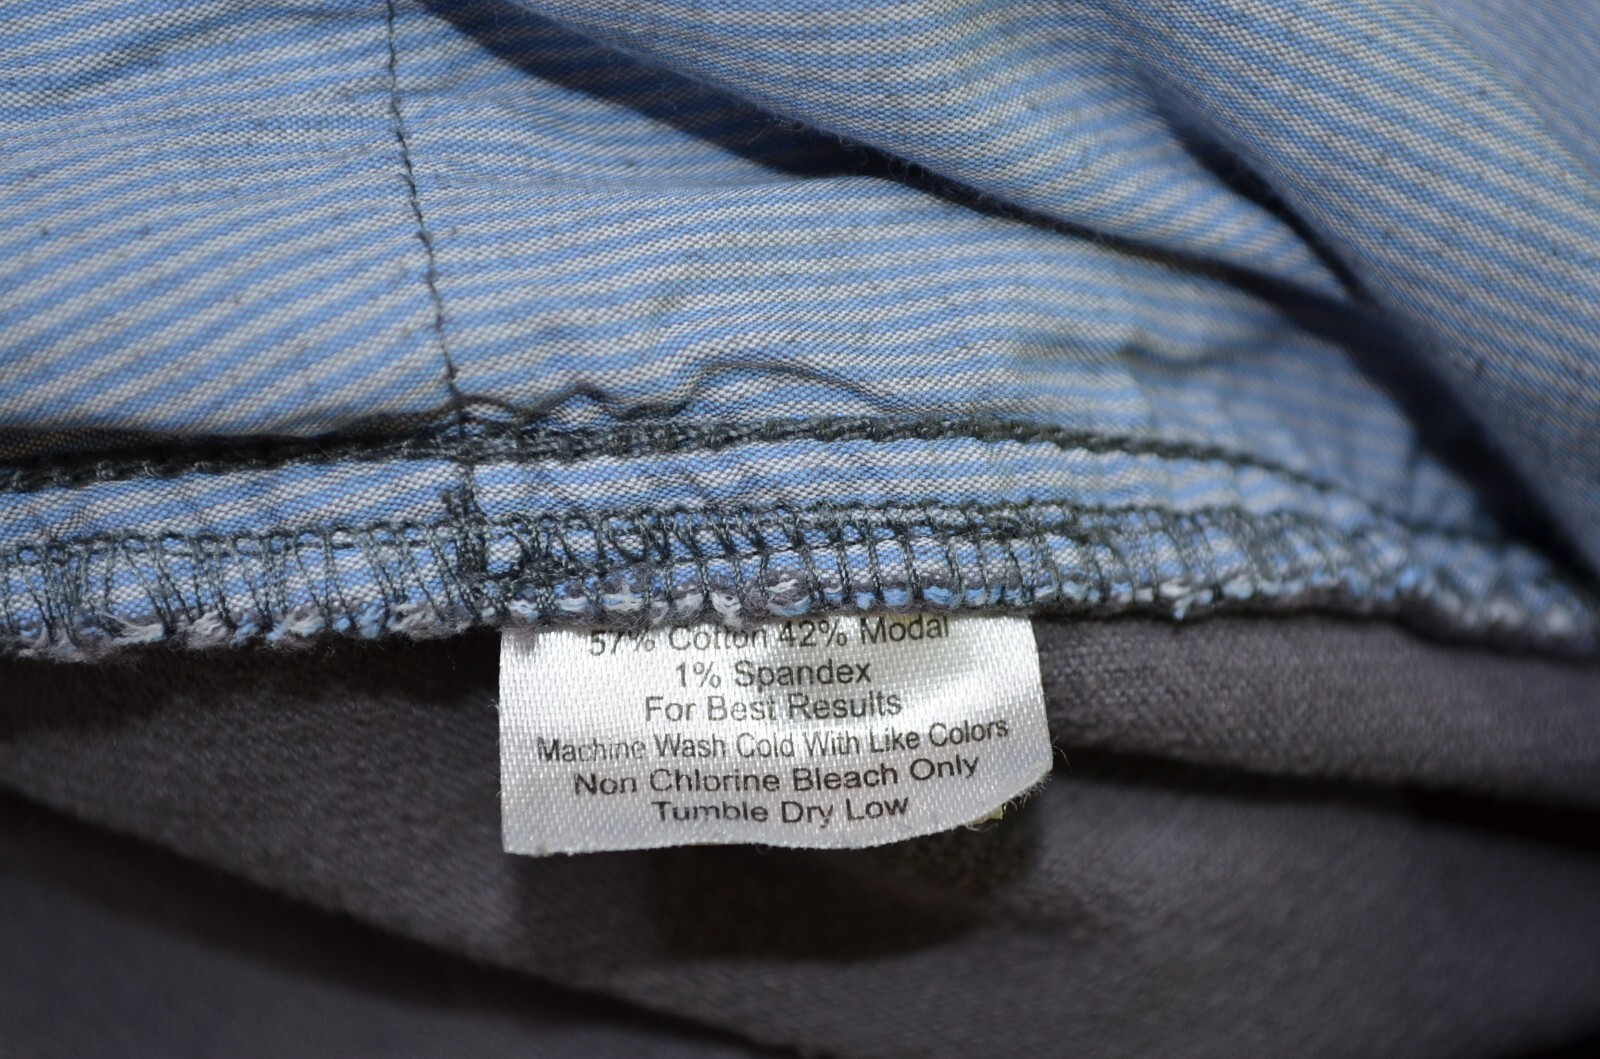 57% Cotton 42% Modal
1% Spandex
For Best Results
Machine Wash Cold With Like Colors
Non Chlorine Bleach Only
Tumble Dry Low